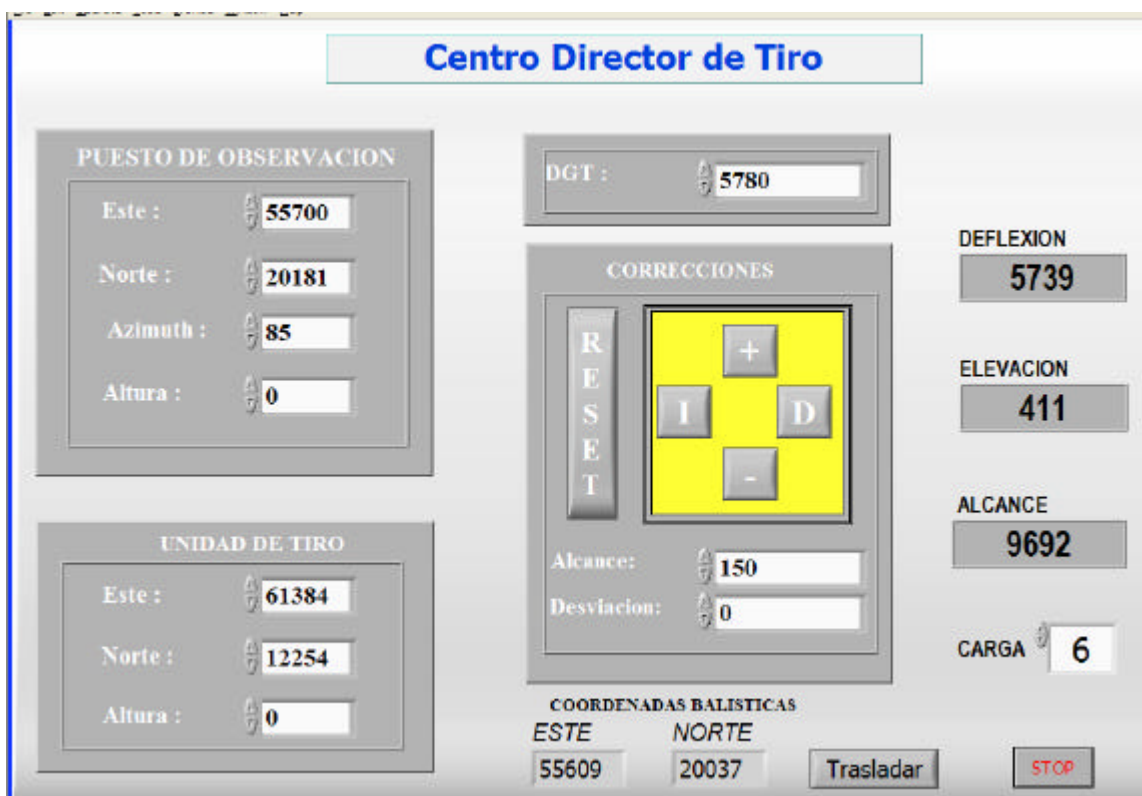 Centro Director de Tiro
PUESTO DE OBSERVACION
Este : 55700
Norte : 20181
Azimuth : 85
Altura : 0
UNIDAD DE TIRO
Este : 61384
Norte : 12254
Altura : 0
DGT : 5780
CORRECCIONES
RESET
+
I D
-
Alcance: 150
Desviacion: 0
COORDENADAS BALISTICAS
ESTE NORTE
55609 20037
Trasladar
STOP
DEFLEXION
5739
ELEVACION
411
ALCANCE
9692
CARGA 6